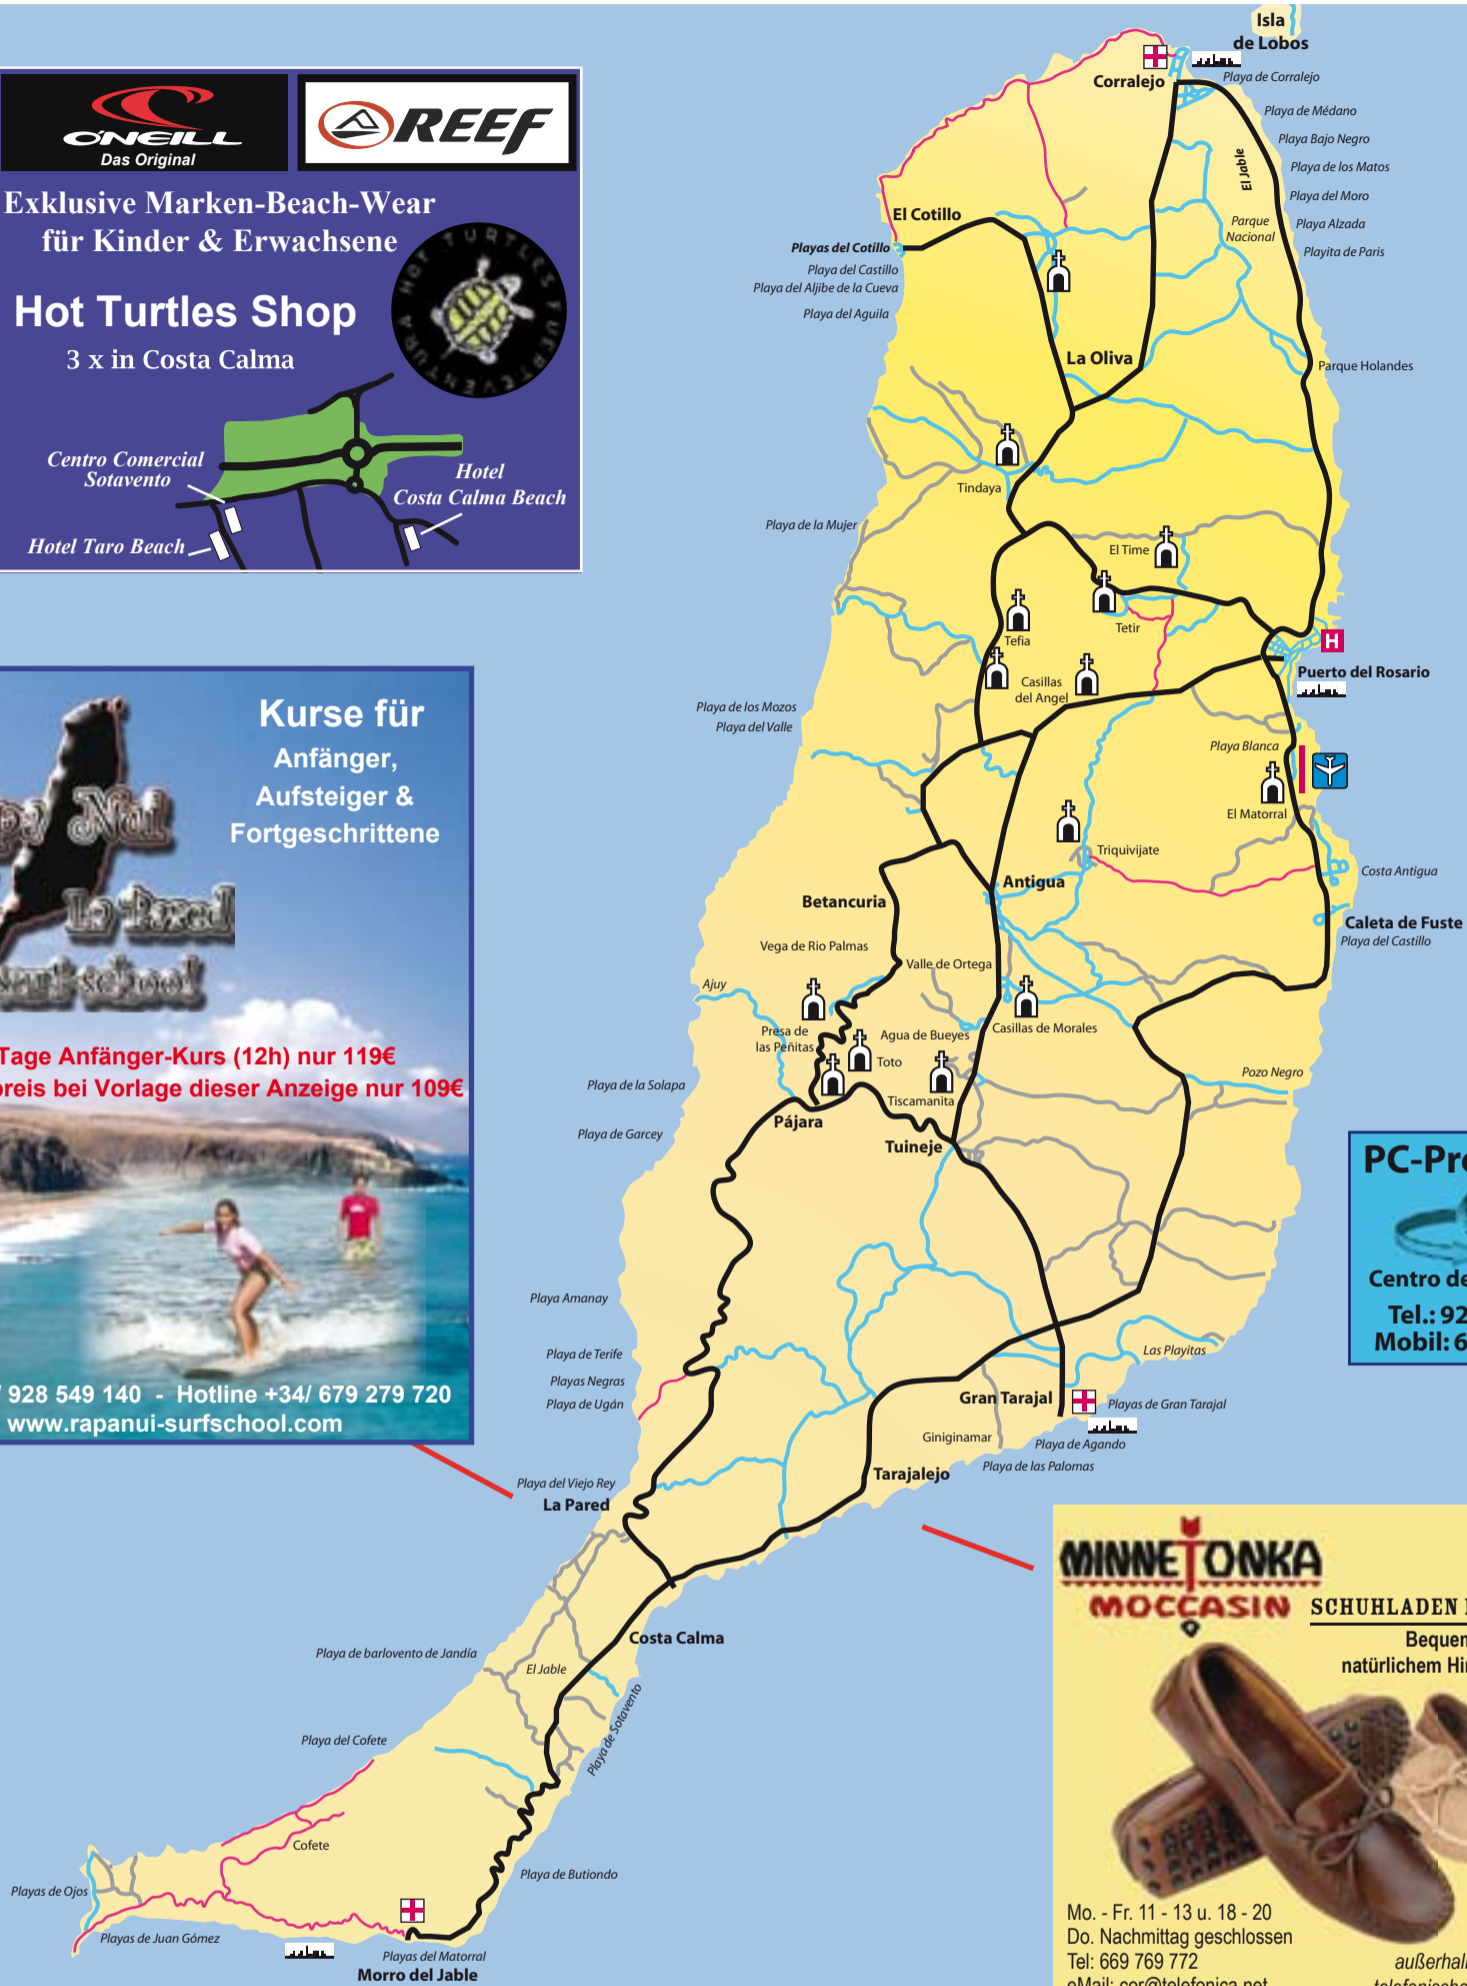 Isla
de Lobos
Corralejo
Playa de Corralejo
Playa de Médano
Playa Bajo Negro
Playa de los Matos
Playa del Moro
Playa Alzada
Playita de Paris
El Jable
Parque
Nacional
El Cotillo
Playas del Cotillo
Playa del Castillo
Playa del Aljibe de la Cueva
Playa del Aguila
La Oliva
Parque Holandes
Tindaya
Playa de la Mujer
El Time
Tetir
Tefia
Casillas
del Angel
H
Puerto del Rosario
Playa de los Mozos
Playa del Valle
Playa Blanca
El Matorral
Triquivijate
Costa Antigua
Antigua
Betancuria
Caleta de Fuste
Playa del Castillo
Vega de Rio Palmas
Valle de Ortega
Ajuy
Presa de
las Peñitas
Agua de Bueyes
Casillas de Morales
Toto
Tiscamanita
Pozo Negro
Playa de la Solapa
Playa de Garcey
Pájara
Tuineje
Playa Amanay
Playa de Terife
Playas Negras
Playa de Ugán
Las Playitas
Gran Tarajal
Playas de Gran Tarajal
Giniginamar
Playa de Agando
Playa de las Palomas
Tarajalejo
Playa del Viejo Rey
La Pared
Costa Calma
Playa de barlovento de Jandía
El Jable
Playa de Sotavento
Playa del Cofete
Cofete
Playa de Butiondo
Playas de Ojos
Playas de Juan Gómez
Playas del Matorral
Morro del Jable
O'NEILL
Das Original
REEF
Exklusive Marken-Beach-Wear
für Kinder & Erwachsene
HOT TURTLES FUERTEVENTURA
Hot Turtles Shop
3 x in Costa Calma
Centro Comercial
Sotavento
Hotel
Costa Calma Beach
Hotel Taro Beach
Nui
La Pared
surf-school
Kurse für
Anfänger,
Aufsteiger &
Fortgeschrittene
Tage Anfänger-Kurs (12h) nur 119€
preis bei Vorlage dieser Anzeige nur 109€
/ 928 549 140 - Hotline +34/ 679 279 720
www.rapanui-surfschool.com
PC-Pr
Centro de
Tel.: 92
Mobil: 6
MINNETONKA
MOCCASIN
SCHUHLADEN
Bequem
natürlichem Hi
Mo. - Fr. 11 - 13 u. 18 - 20
Do. Nachmittag geschlossen
Tel: 669 769 772
eMail: cor@telefonica.net
außerhal
telefonische